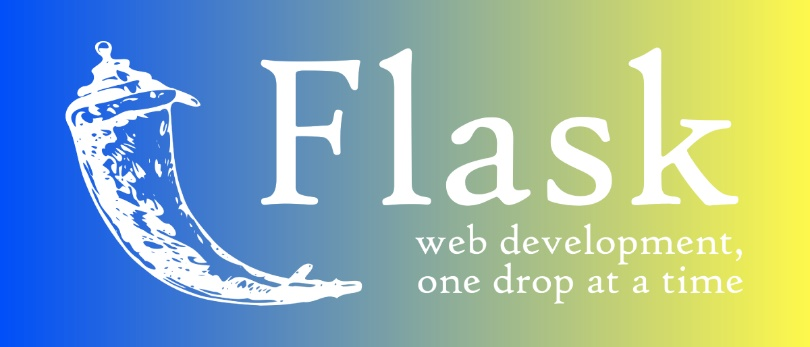 Flask
web development,
one drop at a time